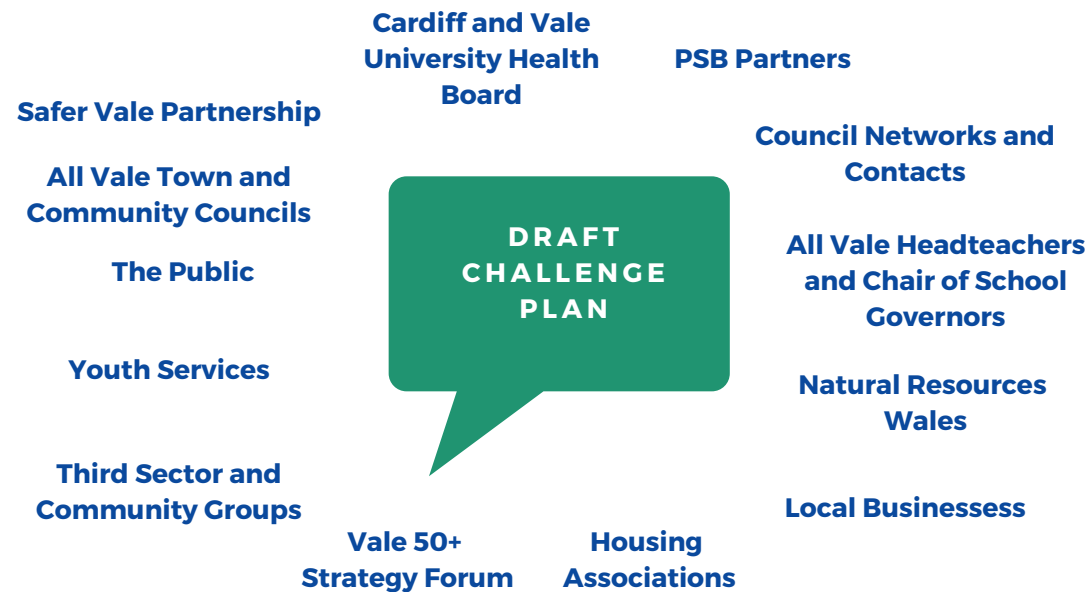 Cardiff and Vale
University Health
Board
PSB Partners
Safer Vale Partnership
Council Networks and
Contacts
All Vale Town and
Community Councils
DRAFT
CHALLENGE
PLAN
All Vale Headteachers
and Chair of School
Governors
The Public
Youth Services
Natural Resources
Wales
Third Sector and
Community Groups
Local Businessess
Vale 50+
Strategy Forum
Housing
Associations